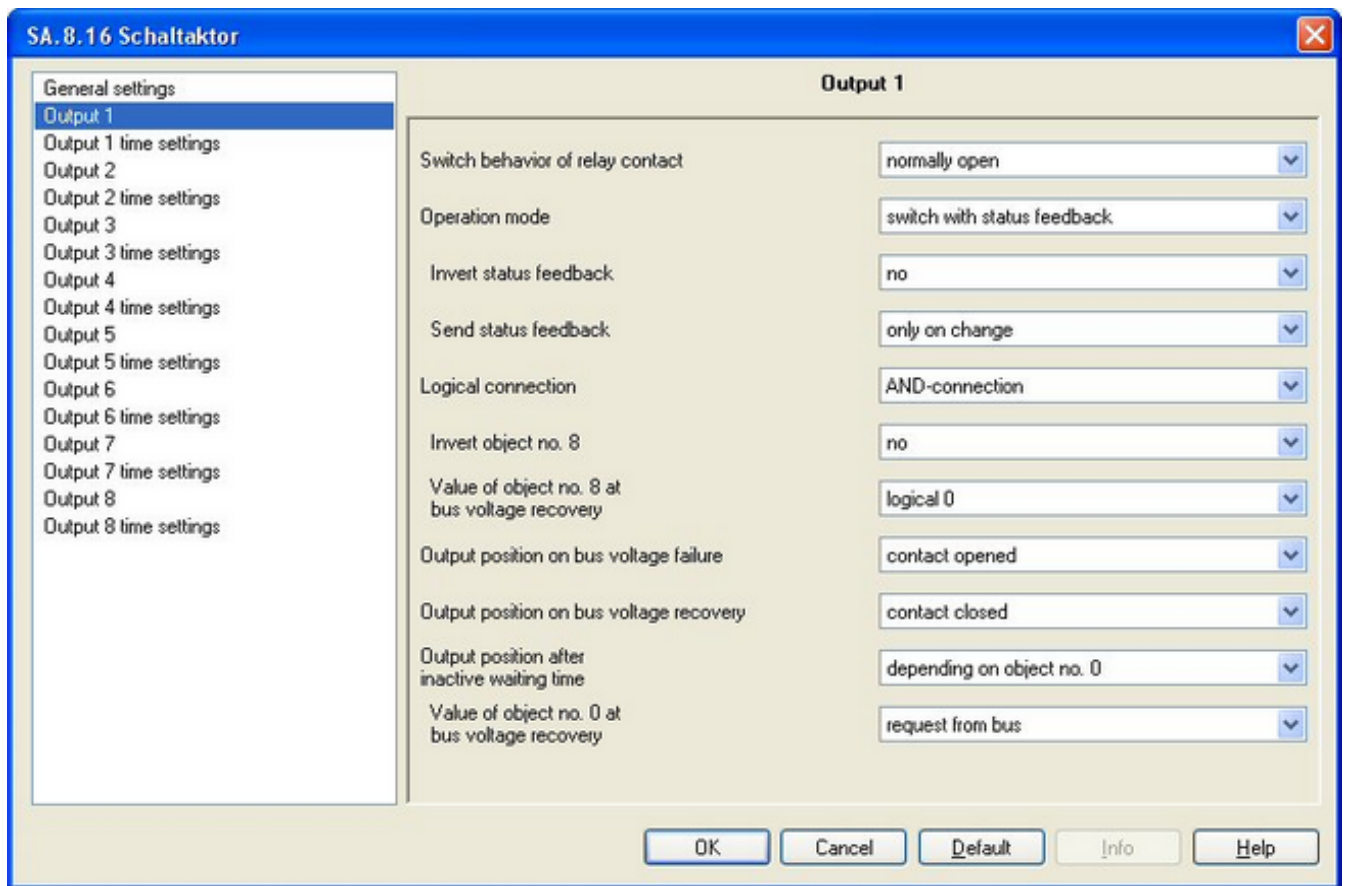 SA.8.16 Schaltaktor
General settings
Output 1
Output 1 time settings
Output 2
Output 2 time settings
Output 3
Output 3 time settings
Output 4
Output 4 time settings
Output 5
Output 5 time settings
Output 6
Output 6 time settings
Output 7
Output 7 time settings
Output 8
Output 8 time settings
Output 1
Switch behavior of relay contact
normally open
Operation mode
switch with status feedback
Invert status feedback
no
Send status feedback
only on change
Logical connection
AND-connection
Invert object no. 8
no
Value of object no. 8 at
bus voltage recovery
logical 0
Output position on bus voltage failure
contact opened
Output position on bus voltage recovery
contact closed
Output position after
inactive waiting time
depending on object no. 0
Value of object no. 0 at
bus voltage recovery
request from bus
OK
Cancel
Default
Info
Help